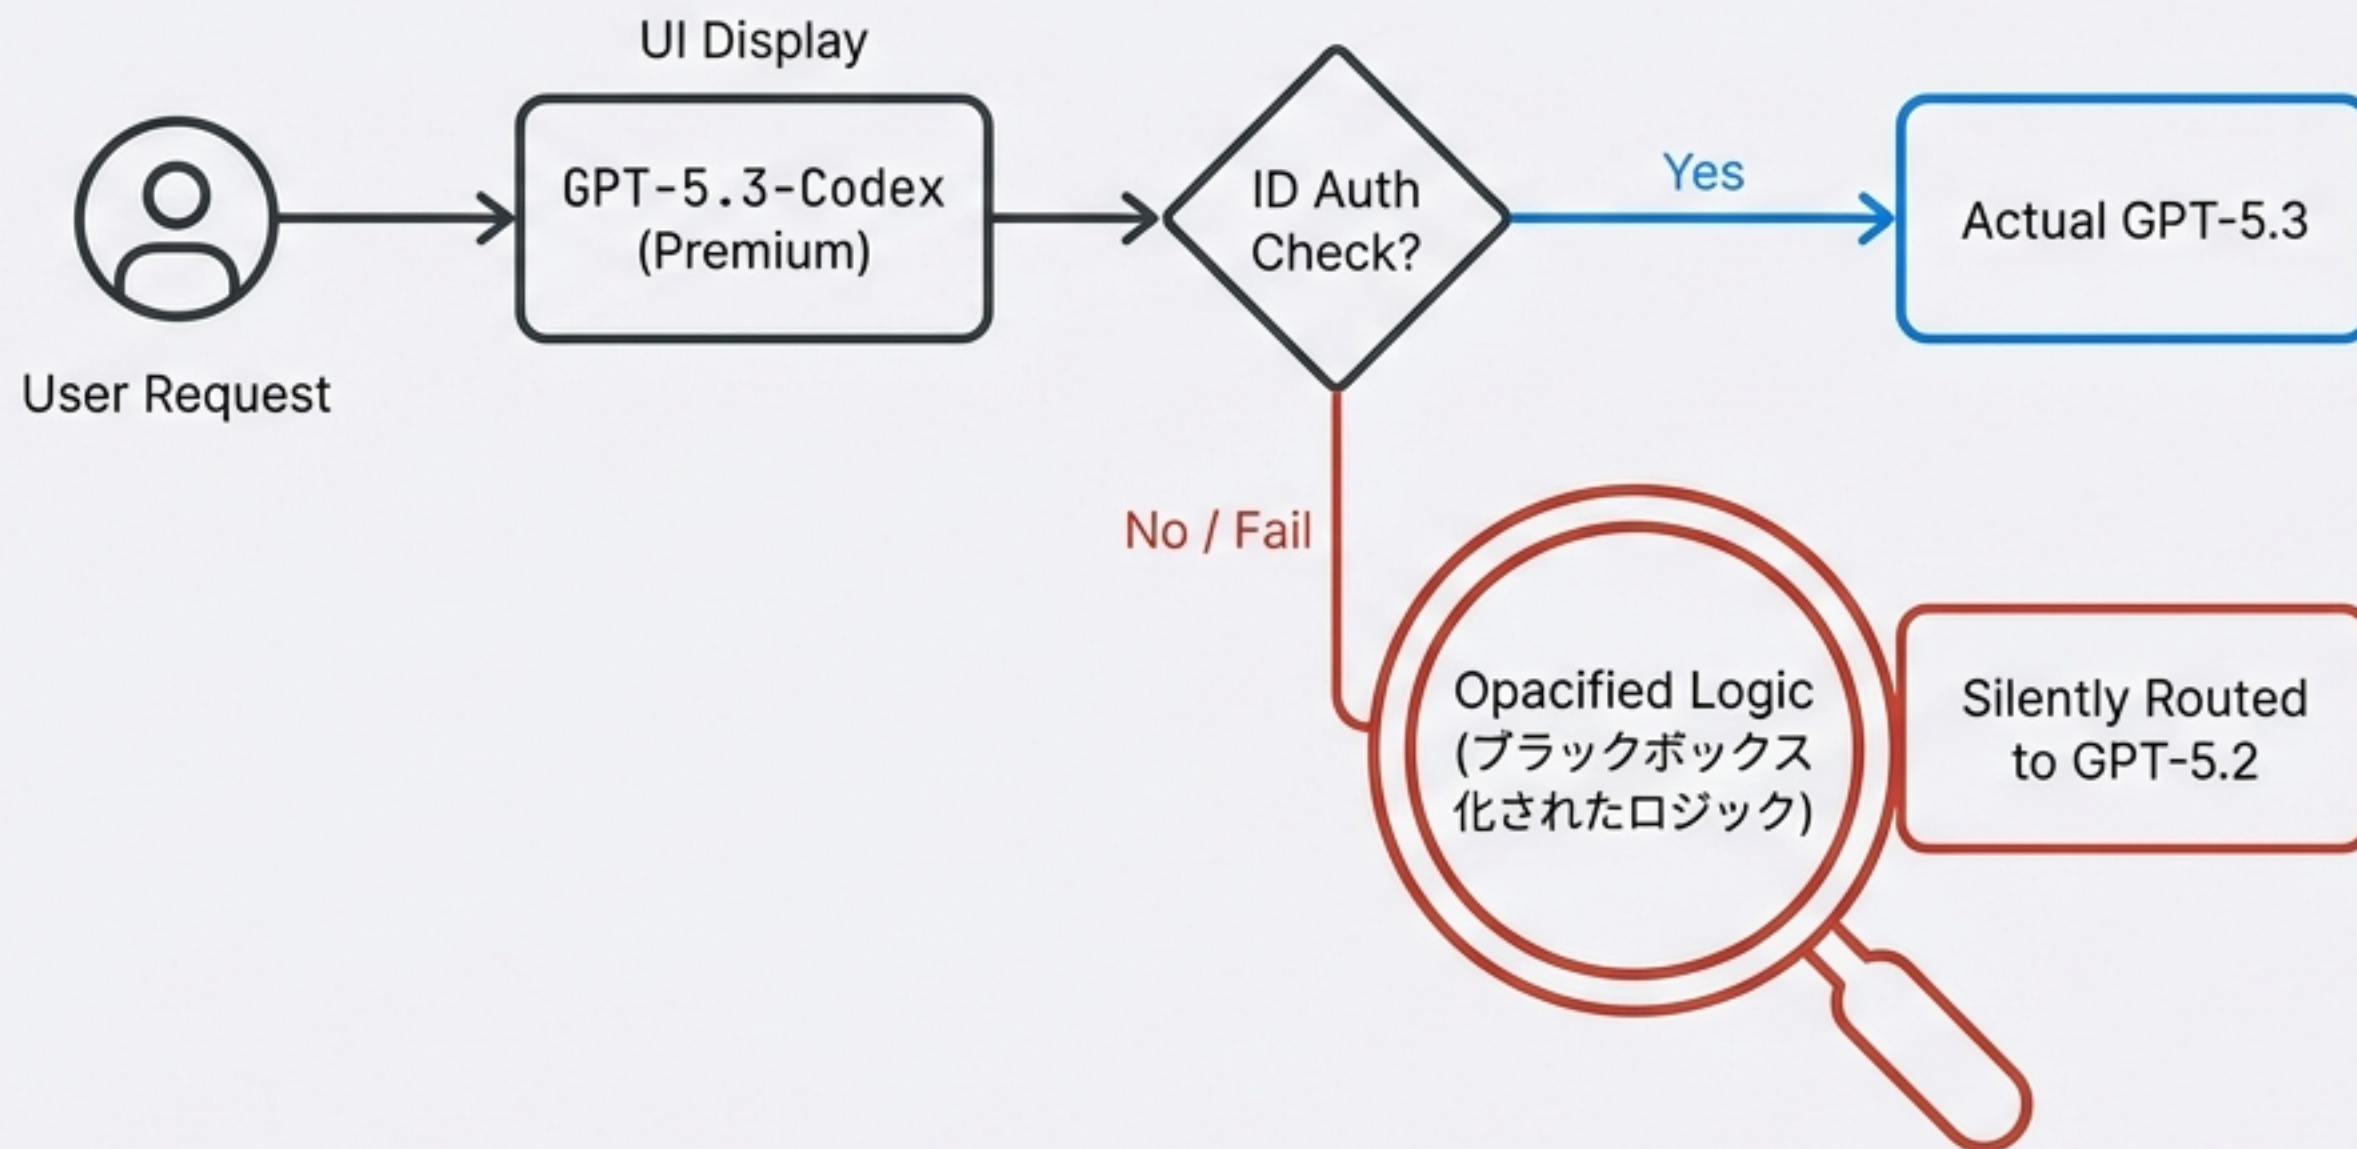 UI Display
GPT-5.3-Codex
(Premium)
User Request
ID Auth
Check?
Yes
Actual GPT-5.3
No / Fail
Opacified Logic
(ブラックボックス
化されたロジック)
Silently Routed
to GPT-5.2